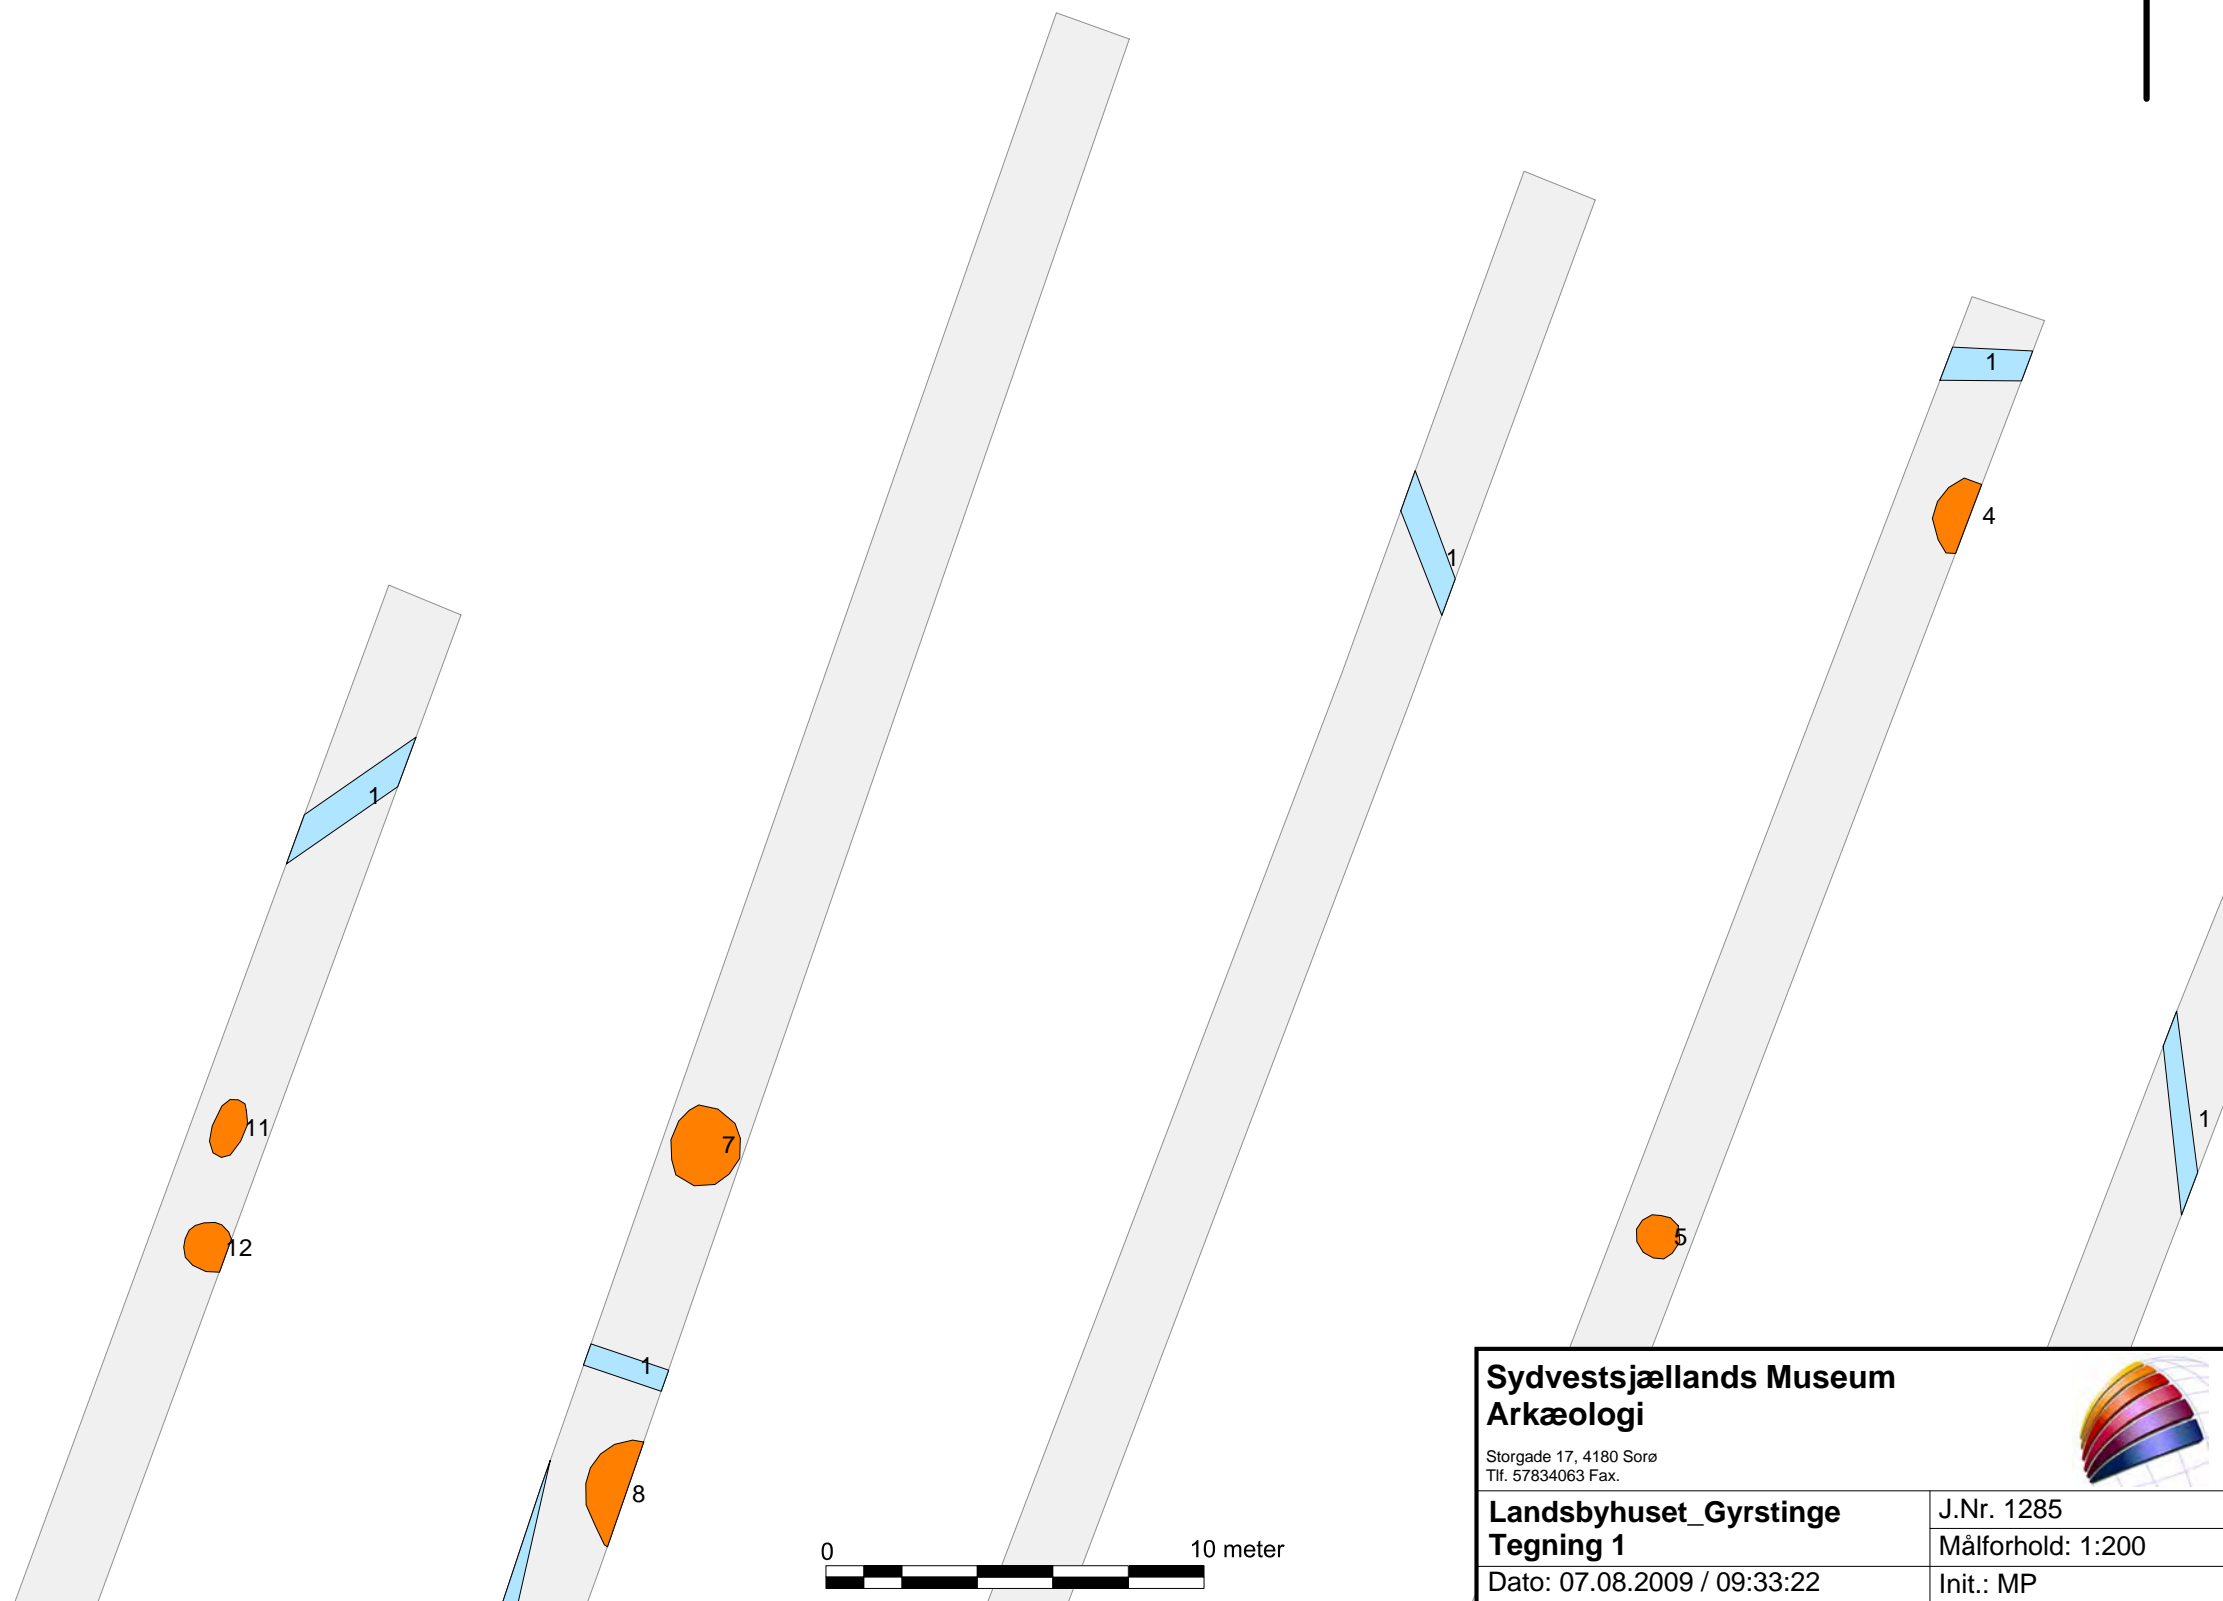 1
4
1
1
11
7
1
12
5
1
8
0 10 meter
Sydvestsjællands Museum
Arkæologi
Storgade 17, 4180 Sorø
Tlf. 57834063 Fax.
Landsbyhuset_Gyrstinge
Tegning 1
J.Nr. 1285
Målforhold: 1:200
Dato: 07.08.2009 / 09:33:22
Init.: MP